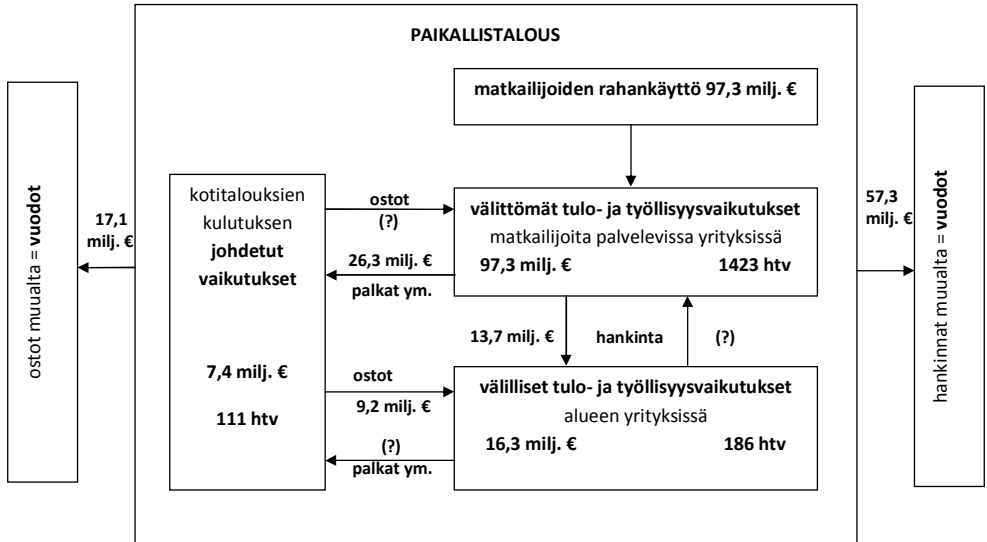 PAIKALLISTALOUS
matkailijoiden rahankäyttö 97,3 milj. €
ostot muualta = vuodot
17,1
milj. €
kotitalouksien
kulutuksen
johdetut
vaikutukset
7,4 milj. €
111 htv
ostot
(?)
26,3 milj. €
palkat ym.
välittömät tulo- ja työllisyysvaikutukset
matkailijoita palvelevissa yrityksissä
97,3 milj. € 1423 htv
13,7 milj. € hankinta (?)
ostot
9,2 milj. €
(?)
palkat ym.
välilliset tulo- ja työllisyysvaikutukset
alueen yrityksissä
16,3 milj. € 186 htv
57,3
milj. €
hankinnat muualta = vuodot